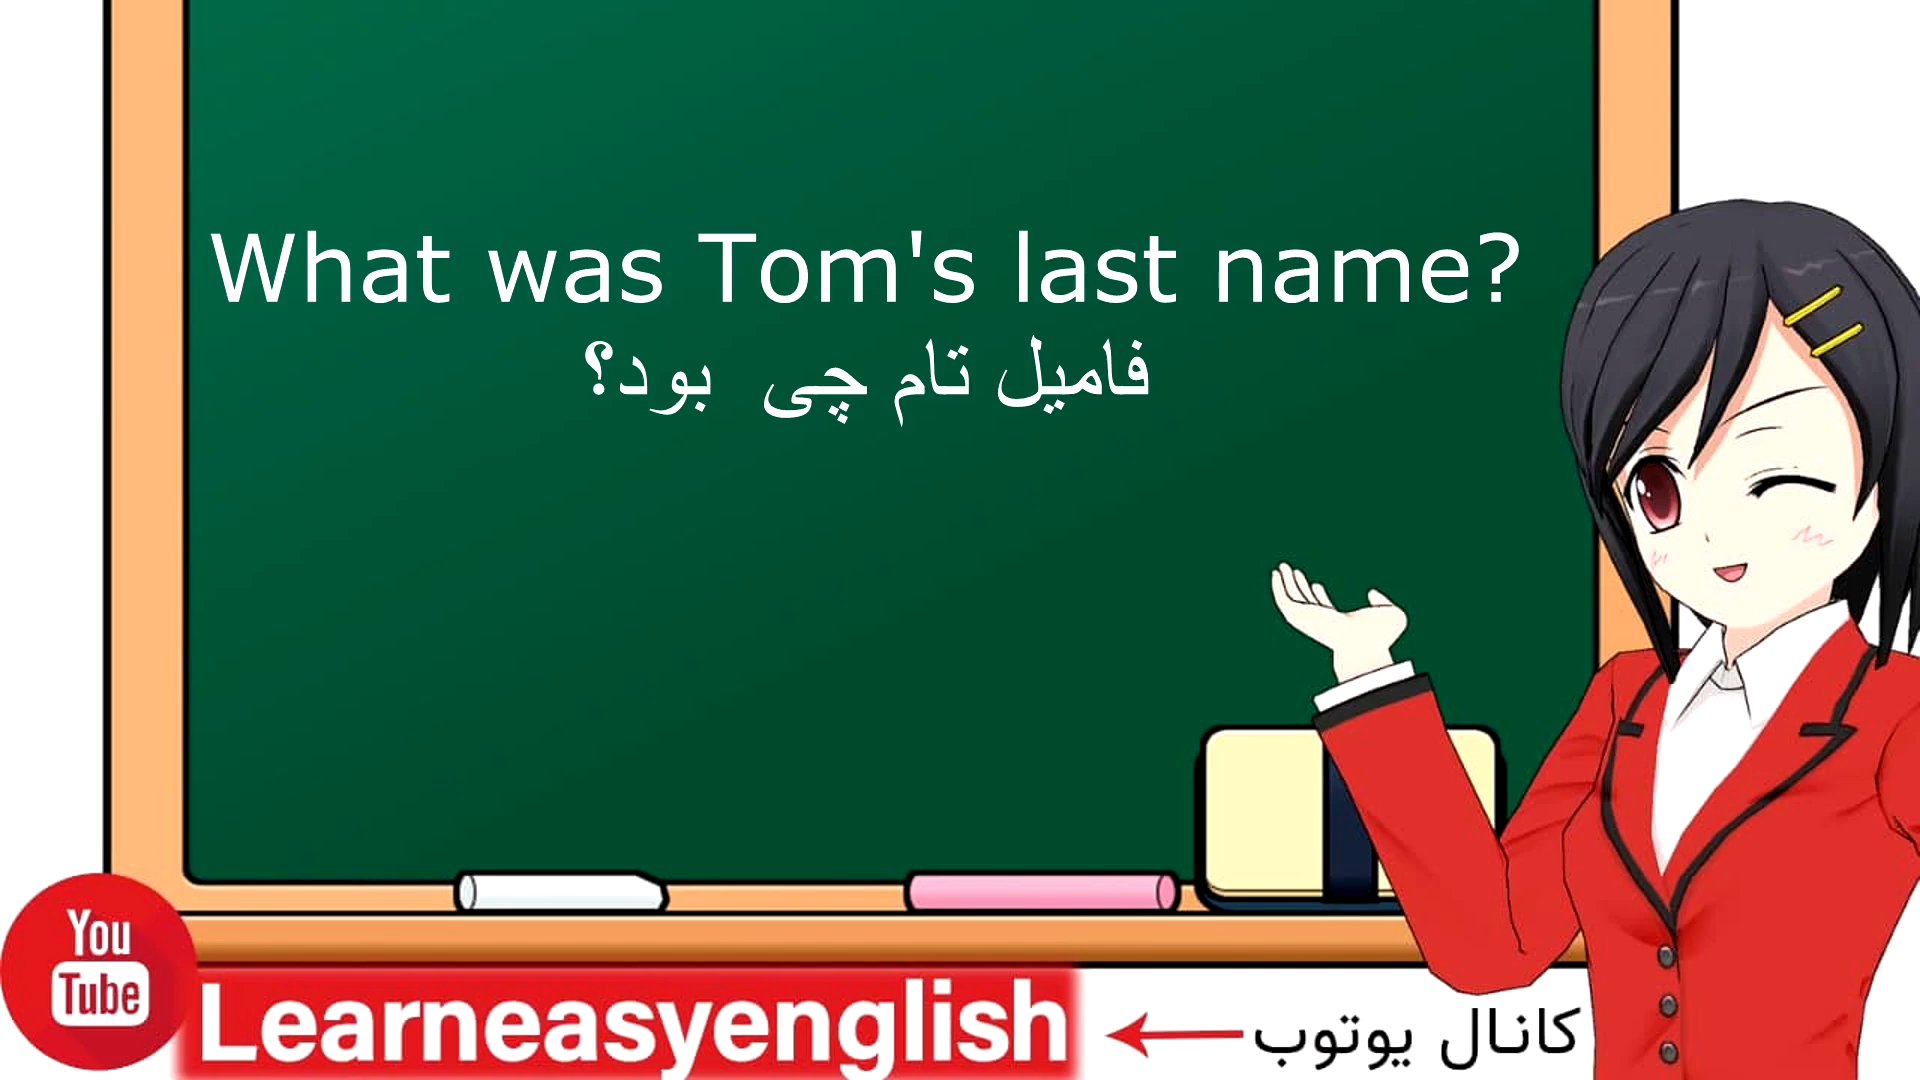 What was Tom's last name?
فامیل تام چی بود؟
You
Tube
Learneasyenglish
کانال یوتوب